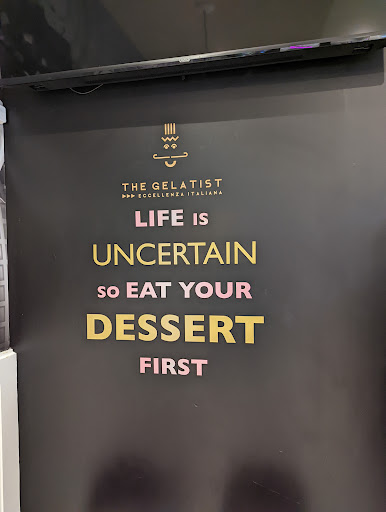 THE GELATIST
▶▶▶ ECCELLENZA ITALIANA
LIFE IS
UNCERTAIN
SO EAT YOUR
DESSERT
FIRST